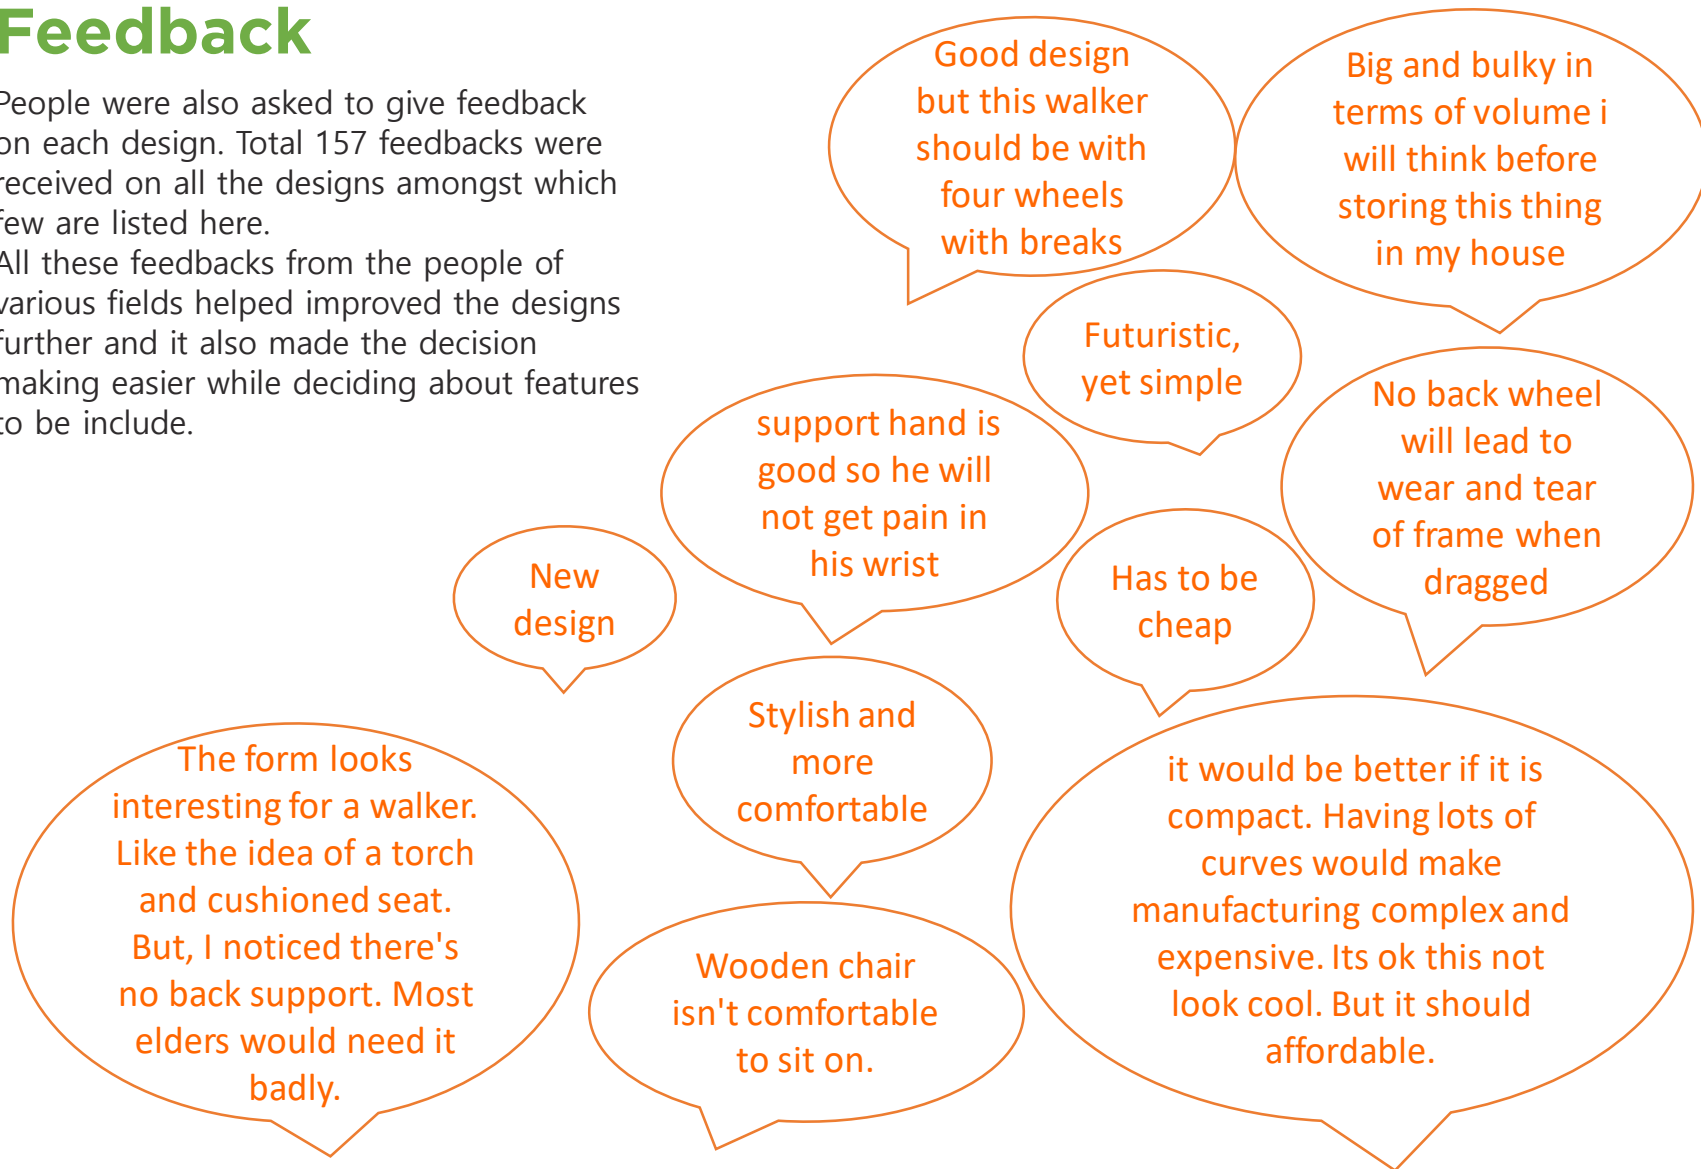 Feedback
People were also asked to give feedback
on each design. Total 157 feedbacks were
received on all the designs amongst which
few are listed here.
All these feedbacks from the people of
various fields helped improved the designs
further and it also made the decision
making easier while deciding about features
to be include.
Good design
but this walker
should be with
four wheels
with breaks
Big and bulky in
terms of volume i
will think before
storing this thing
in my house
Futuristic,
yet simple
support hand is
good so he will
not get pain in
his wrist
No back wheel
will lead to
wear and tear
of frame when
dragged
New
design
Has to be
cheap
Stylish and
more
comfortable
The form looks
interesting for a walker.
Like the idea of a torch
and cushioned seat.
But, I noticed there's
no back support. Most
elders would need it
badly.
Wooden chair
isn't comfortable
to sit on.
it would be better if it is
compact. Having lots of
curves would make
manufacturing complex and
expensive. Its ok this not
look cool. But it should
affordable.